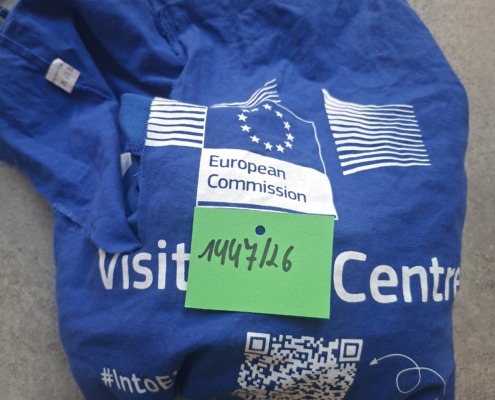 European
Commission
1447/26
Visit
Centre
#IntoE